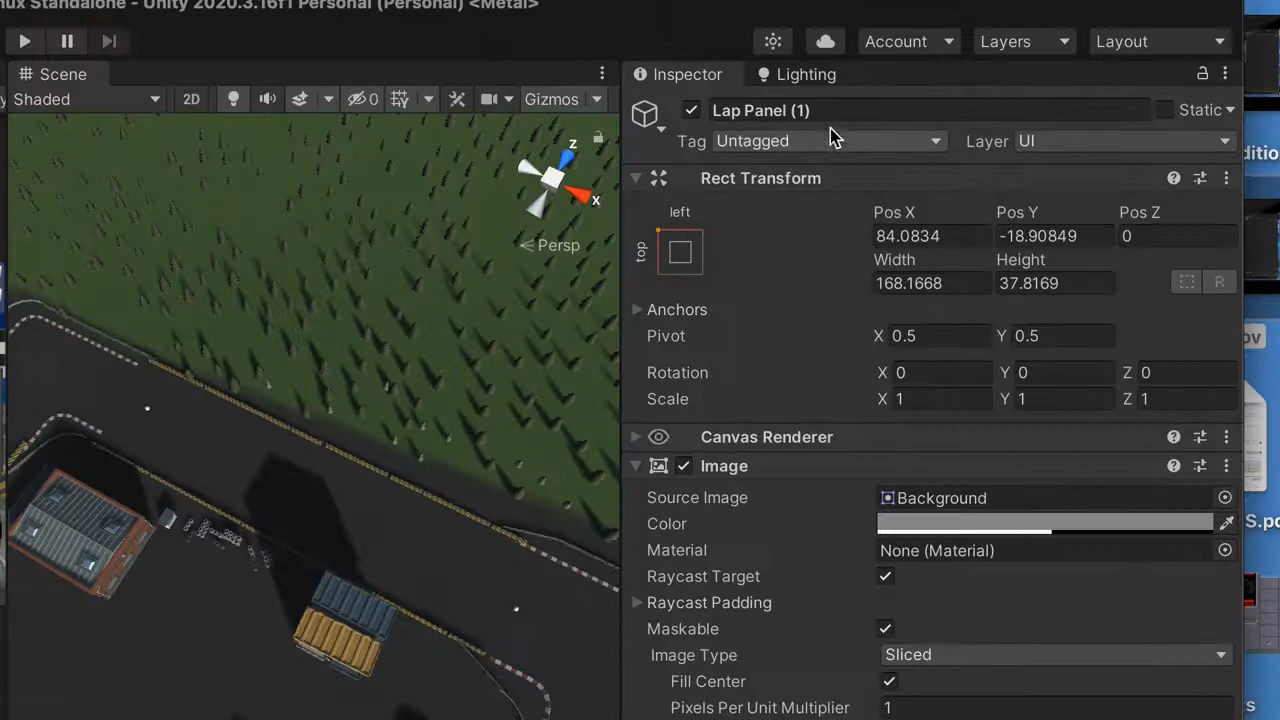 nux Standalone - Unity 2020.3.16f1 Personal (Personal) <Metal>
Account
Layers
Layout
Scene
Inspector
Lighting
Shaded
2D
0
Gizmos
Lap Panel (1)
Static
Tag
Untagged
Layer
UI
z
x
Persp
Rect Transform
left
top
Pos X
Pos Y
Pos Z
84.0834
-18.90849
0
Width
Height
168.1668
37.8169
R
Anchors
Pivot
X 0.5
Y 0.5
Rotation
X 0
Y 0
Z 0
Scale
X 1
Y 1
Z 1
Canvas Renderer
Image
Source Image
Background
Color
Material
None (Material)
Raycast Target
Raycast Padding
Maskable
Image Type
Sliced
Fill Center
Pixels Per Unit Multiplier
1
ditio
ov
S.po
s